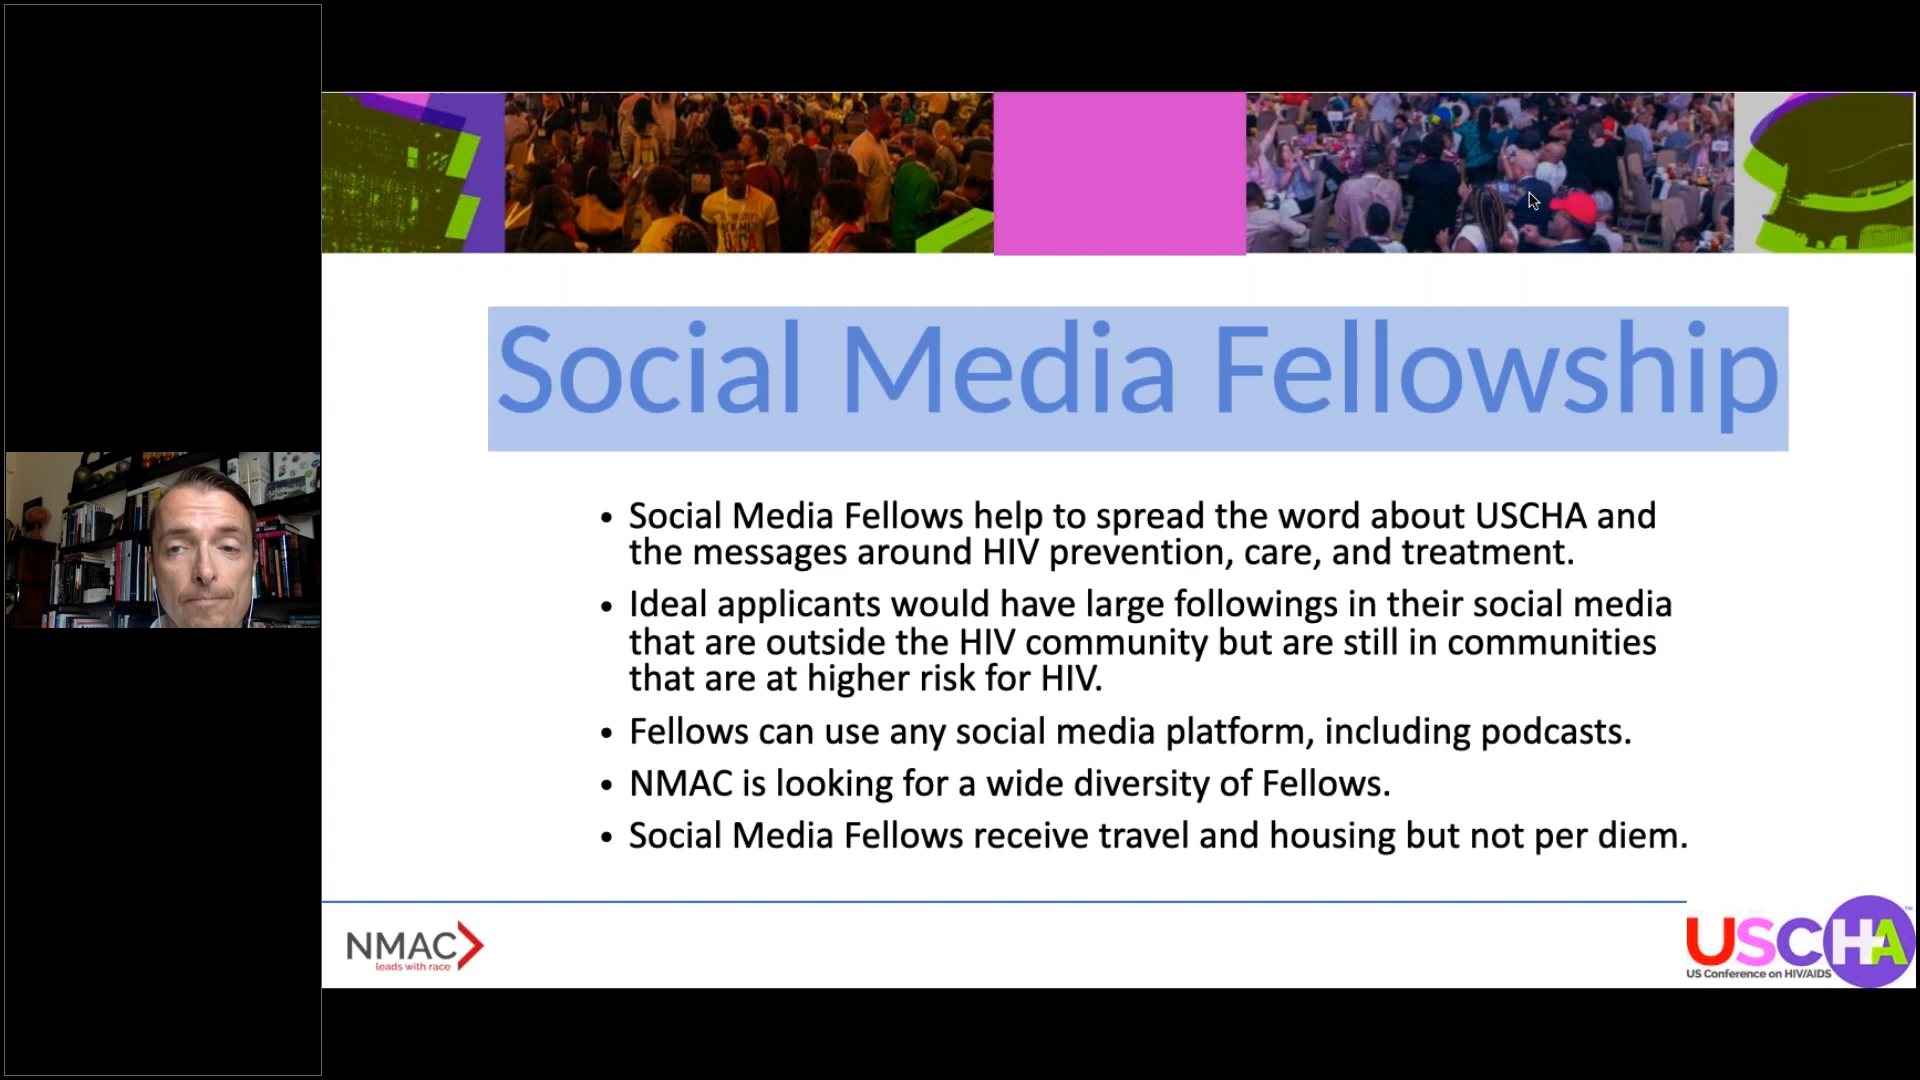 Social Media Fellowship
• Social Media Fellows help to spread the word about USCHA and
the messages around HIV prevention, care, and treatment.
• Ideal applicants would have large followings in their social media
that are outside the HIV community but are still in communities
that are at higher risk for HIV.
• Fellows can use any social media platform, including podcasts.
• NMAC is looking for a wide diversity of Fellows.
• Social Media Fellows receive travel and housing but not per diem.
NMAC
leads with race
USCHA
US Conference on HIV/AIDS